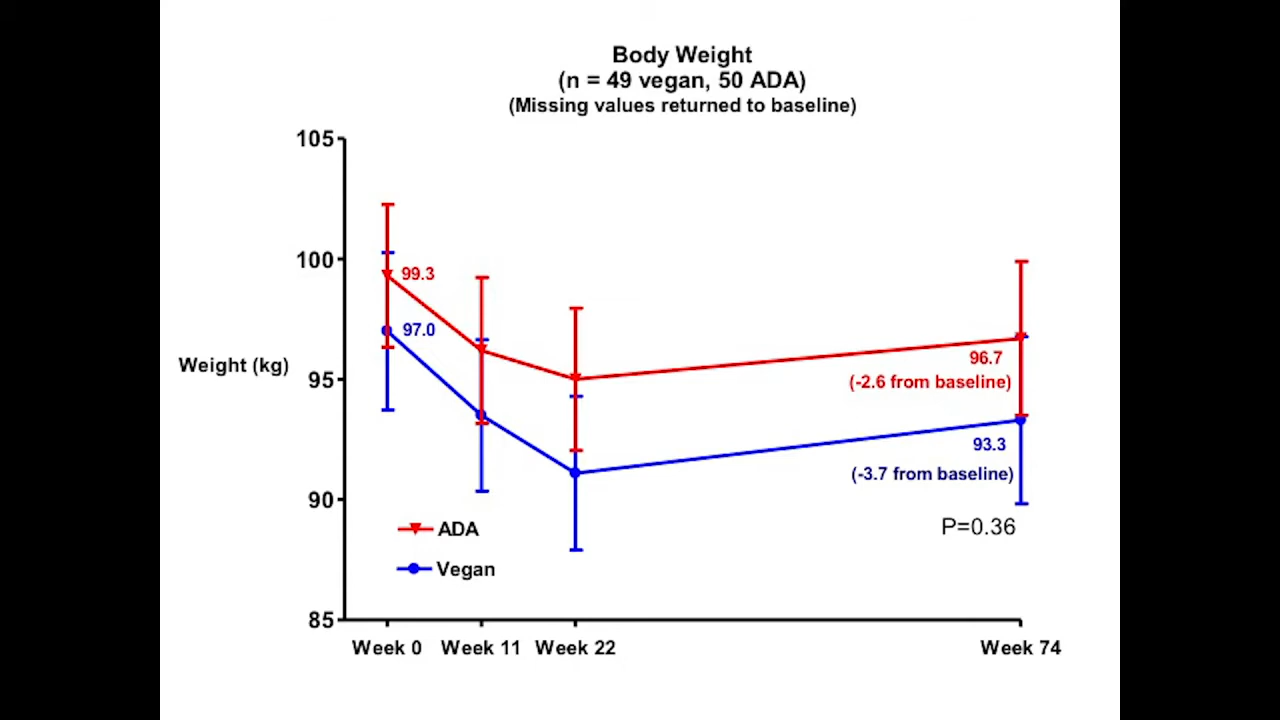 Body Weight
(n = 49 vegan, 50 ADA)
(Missing values returned to baseline)
105
100
95
90
85
Weight (kg)
99.3
97.0
96.7
(-2.6 from baseline)
93.3
(-3.7 from baseline)
P=0.36
ADA
Vegan
Week 0 Week 11 Week 22 Week 74